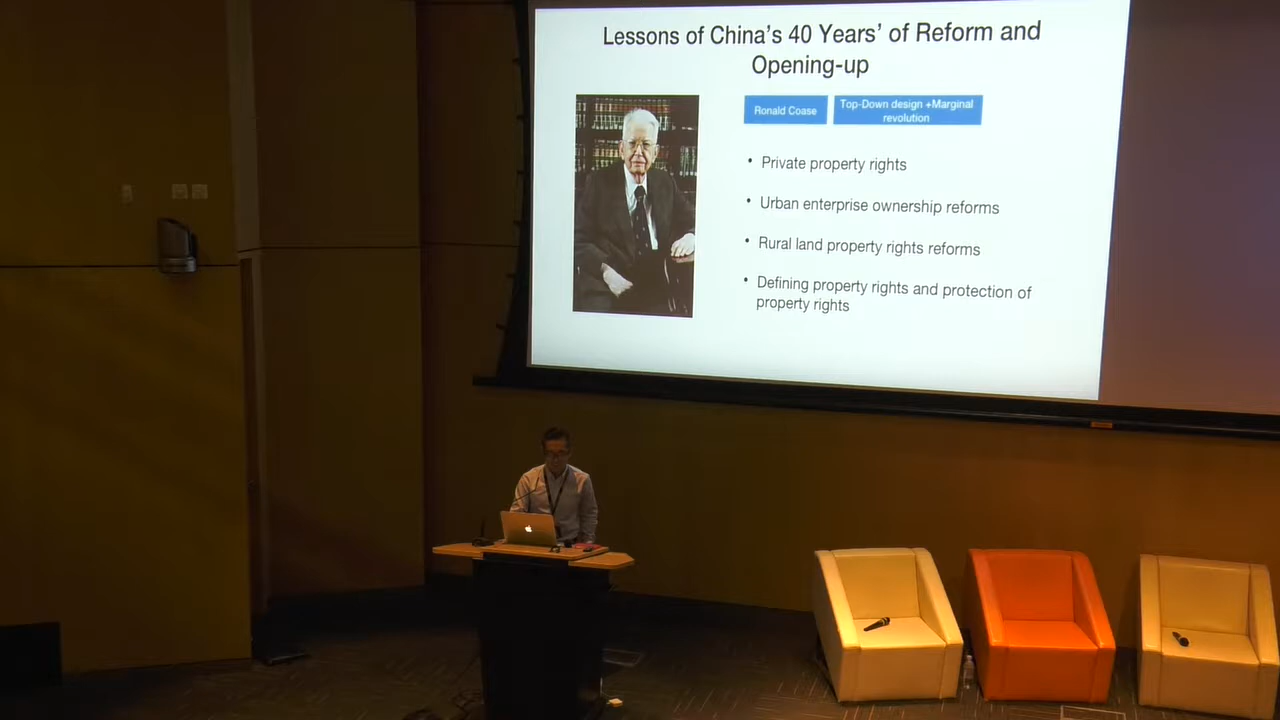 Lessons of China's 40 Years' of Reform and
Opening-up
Ronald Coase
Top-Down design +Marginal
revolution
• Private property rights
• Urban enterprise ownership reforms
• Rural land property rights reforms
• Defining property rights and protection of
property rights